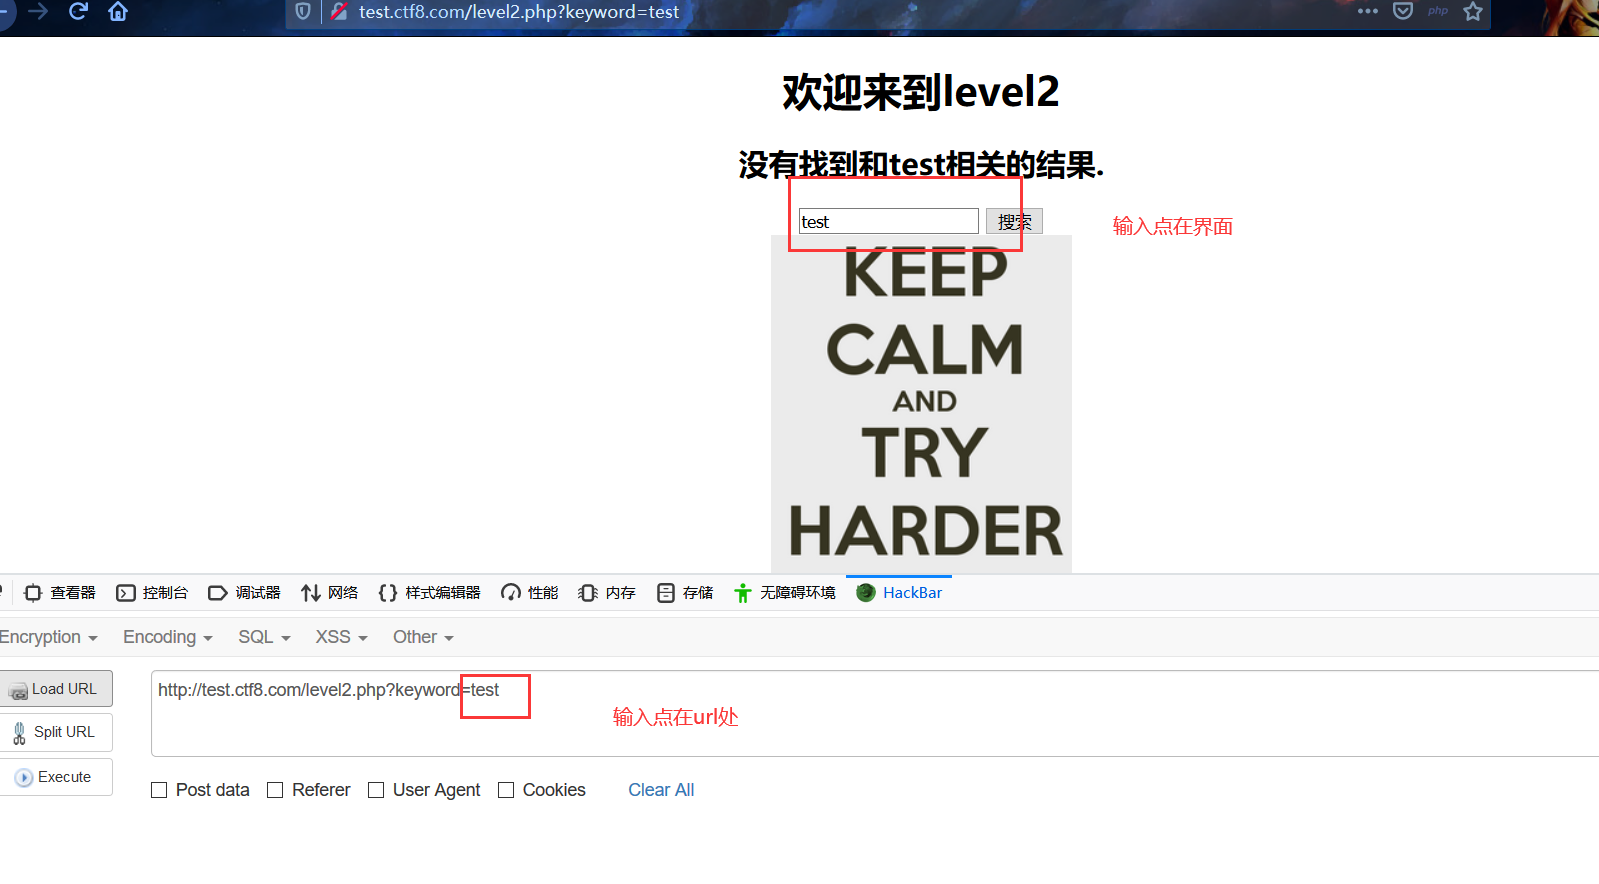 test.ctf8.com/level2.php?keyword=test
php
欢迎来到level2
没有找到和test相关的结果.
test 搜索
输入点在界面
KEEP
CALM
AND
TRY
HARDER
查看器 控制台 调试器 网络 样式编辑器 性能 内存 存储 无障碍环境 HackBar
Encryption Encoding SQL XSS Other
Load URL
http://test.ctf8.com/level2.php?keyword=test
输入点在url处
Split URL
Execute
Post data Referer User Agent Cookies Clear All